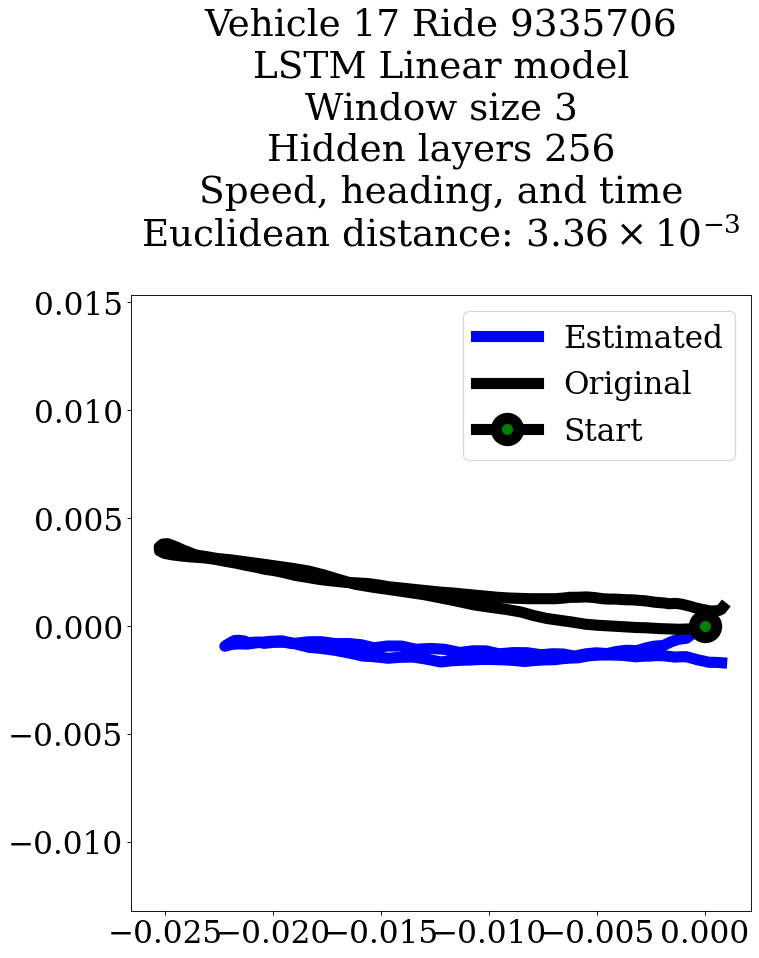 Vehicle 17 Ride 9335706
LSTM Linear model
Window size 3
Hidden layers 256
Speed, heading, and time
Euclidean distance: 3.36 × 10⁻³
Estimated
Original
Start
0.015
0.010
0.005
0.000
−0.005
−0.010
−0.025 −0.020 −0.015 −0.010 −0.005 0.000